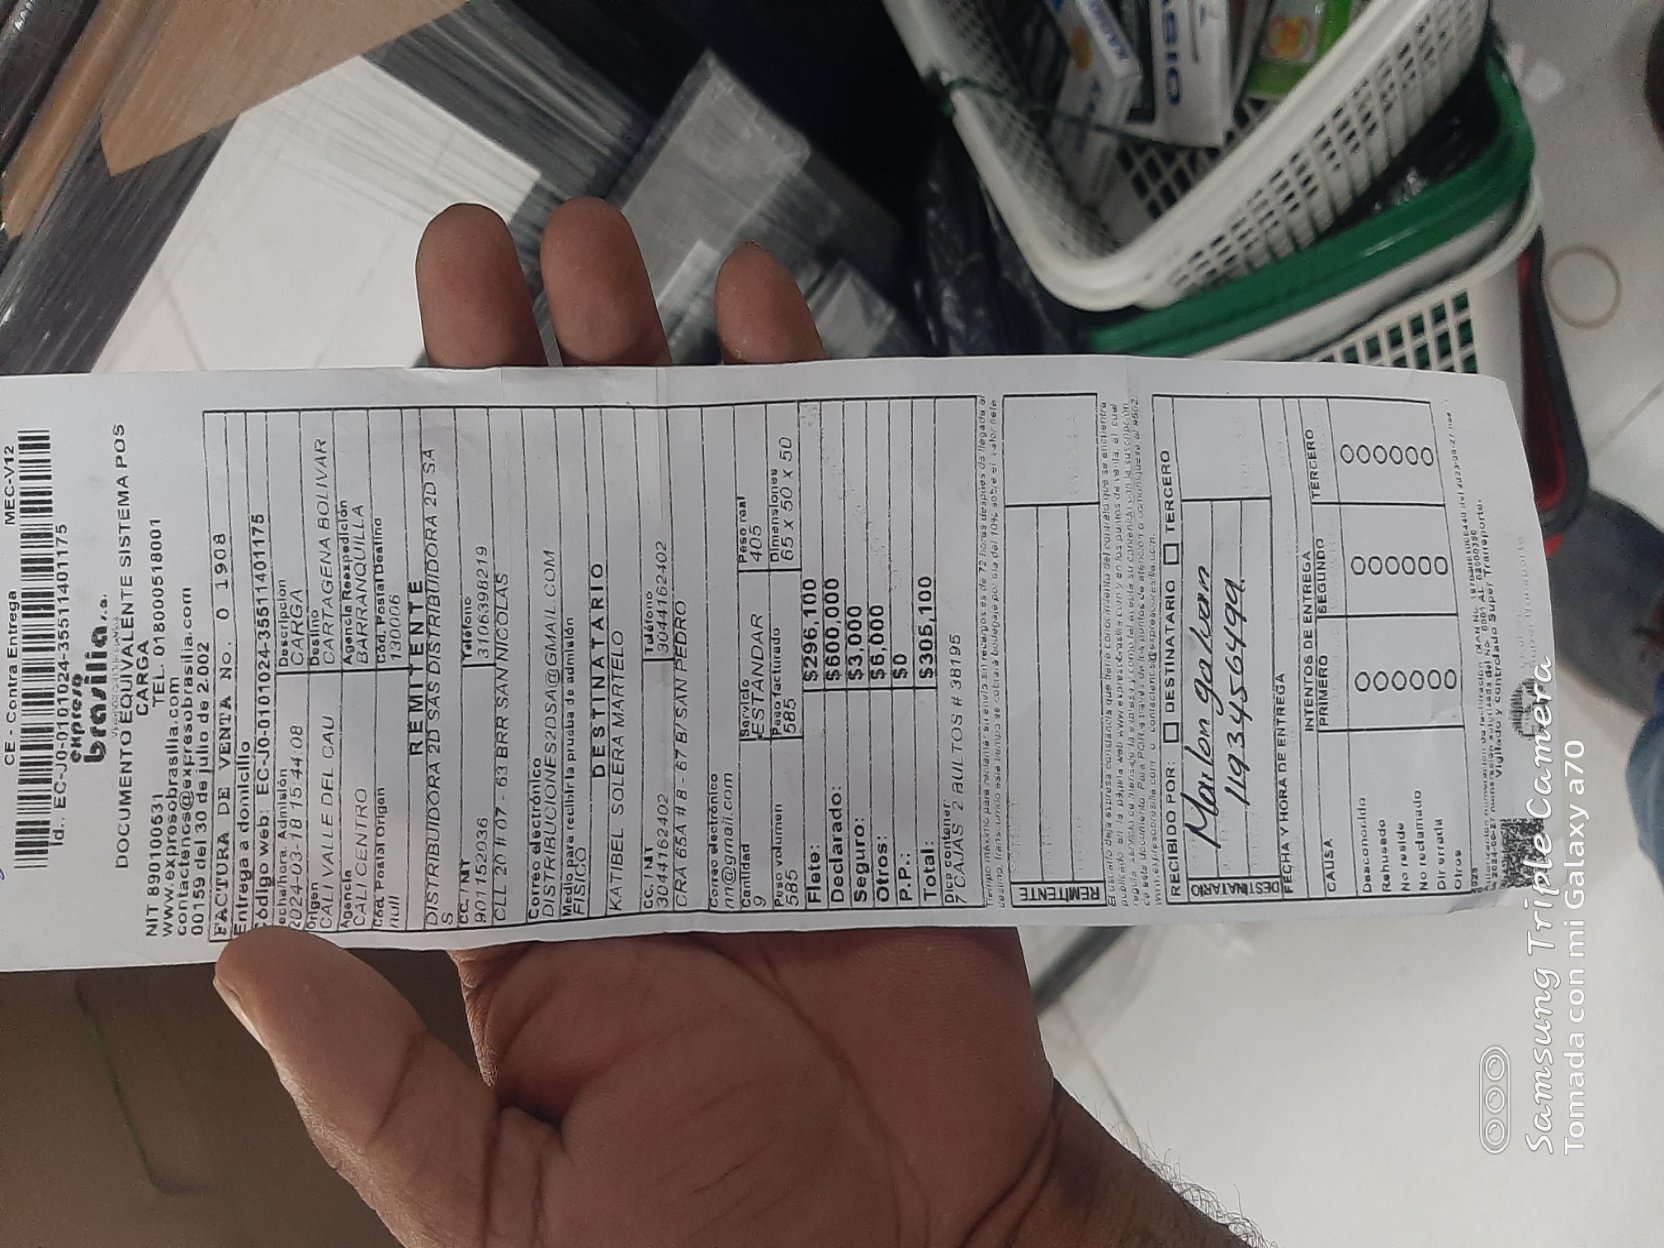 CE - Contra Entrega MEC-V12
Id.. EC-J0-0101024-35511401175
expreso
brasilia s.a.
DOCUMENTO EQUIVALENTE SISTEMA POS
CARGA
NIT 890100531 TEL. 018000518001
www.expresobrasilia.com
contactenos@expresobrasilia.com
00159 del 30 de julio de 2.002
FACTURA DE VENTA No. O 1908
Entrega a domicilio
Código web: EC-J0-0101024-35511401175
Fecha/hora. Admisión Descripcion
2024-03-18 15:44:08 CARGA
Origen Destino
CALI VALLE DEL CAU CARTAGENA BOLIVAR
Agencia Agencia Reexpedición
CALI CENTRO BARRANQUILLA
Cód. Postal Origen Cód. Postal Destino
null 130006
REMITENTE
DISTRIBUIDORA 2D SAS DISTRIBUIDORA 2D SA
S
CC. / NIT Teléfono
901152036 3106398219
CLL 20 # 07 - 63 BRR SAN NICOLAS
Correo electrónico
DISTRIBUCIONES2DSA@GMAIL.COM
Medio para recibir la prueba de admisión
FISICO
DESTINATARIO
KATIBEL SOLERA MARTELO
CC. / NIT Teléfono
3044162402 3044162402
CRA 65A # 8 - 67 B/ SAN PEDRO
Correo electrónico
nn@gmail.com
Cantidad Servicio Peso real
9 ESTANDAR 405
Peso volumen Peso facturado Dimensiones
585 585 65 x 50 x 50
Flete: $296,100
Declarado: $600,000
Seguro: $3,000
Otros: $6,000
P.P.: $0
Total: $305,100
Dice contener
7 CAJAS 2 BULTOS # 38195
REMITENTE
RECIBIDO POR: DESTINATARIO TERCERO
DESTINATARIO
Marlon galvan
1193456499
FECHA Y HORA DE ENTREGA
INTENTOS DE ENTREGA
CAUSA PRIMERO SEGUNDO TERCERO
Desconocido
Rehusado
No reside
No reclamado
Dir errada
Otros
Vigilado y controlado Super Transporte.
Samsung Triple Camera
Tomada con mi Galaxy a70